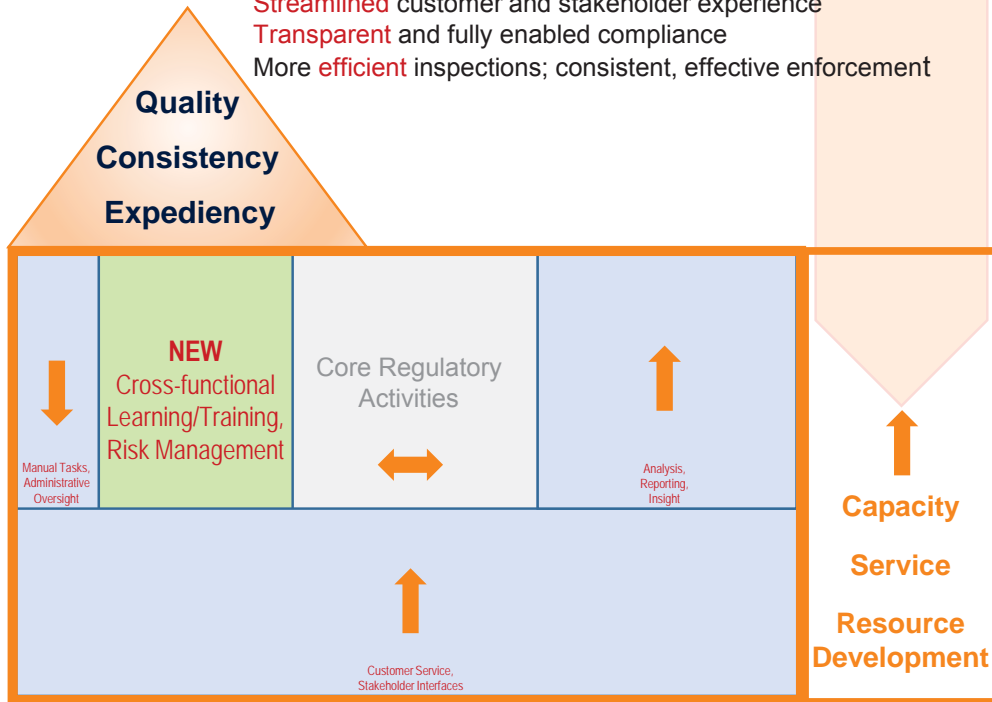 Streamlined customer and stakeholder experience
Transparent and fully enabled compliance
More efficient inspections; consistent, effective enforcement
Quality
Consistency
Expediency
NEW
Cross-functional
Learning/Training,
Risk Management
Core Regulatory
Activities
Manual Tasks,
Administrative
Oversight
Analysis,
Reporting,
Insight
Customer Service,
Stakeholder Interfaces
Capacity
Service
Resource
Development